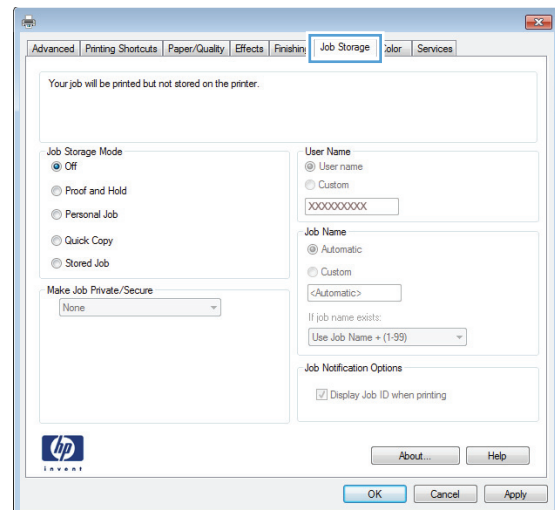 Advanced Printing Shortcuts Paper/Quality Effects Finishing Job Storage Color Services
Your job will be printed but not stored on the printer.
Job Storage Mode
Off
Proof and Hold
Personal Job
Quick Copy
Stored Job
Make Job Private/Secure
None
User Name
User name
Custom
XXXXXXXXX
Job Name
Automatic
Custom
<Automatic>
If job name exists:
Use Job Name + (1-99)
Job Notification Options
Display Job ID when printing
hp
invent
About... Help
OK Cancel Apply